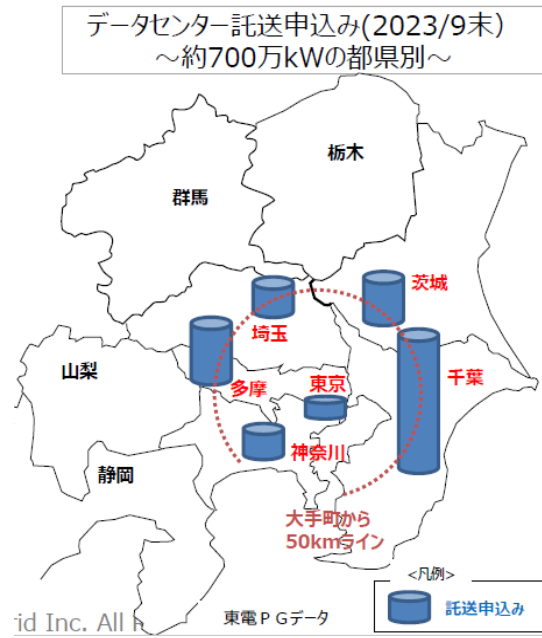 データセンター託送申込み(2023/9末)
～約700万kWの都県別～
栃木
群馬
茨城
埼玉
山梨
多摩
東京
千葉
神奈川
静岡
大手町から
50kmライン
<凡例>
託送申込み
東電ＰＧデータ
rid Inc. All